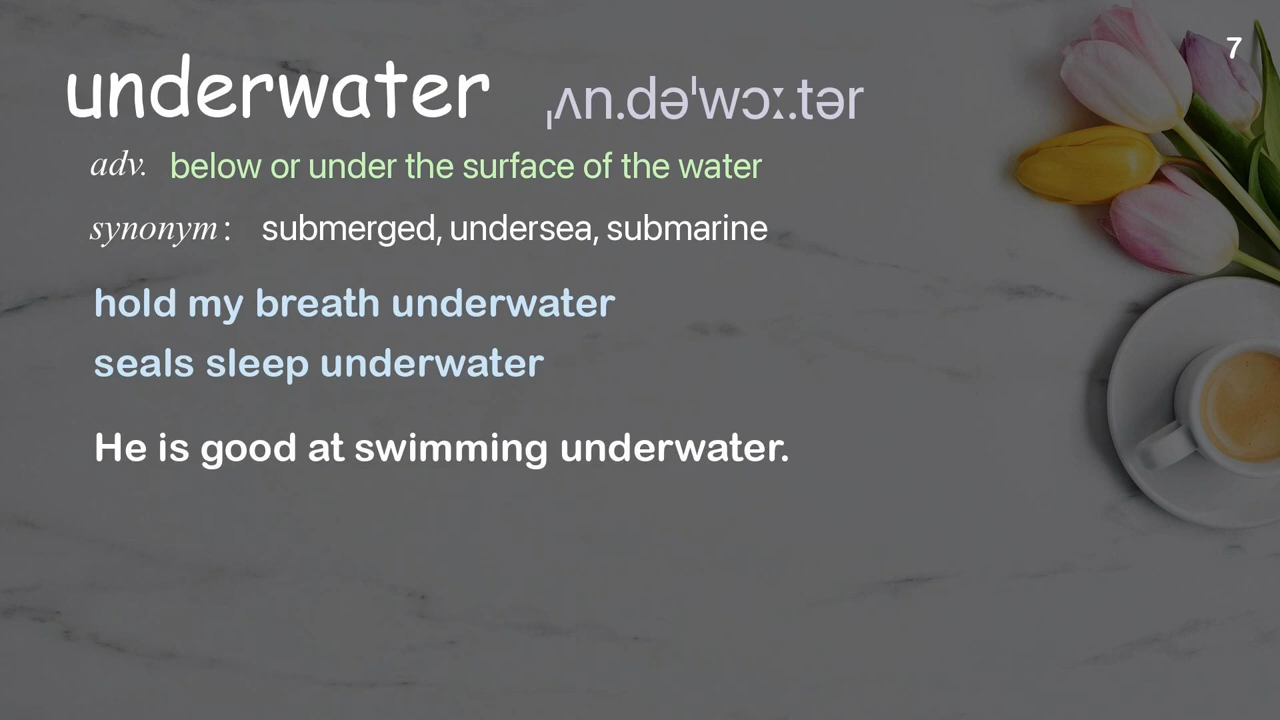 7
underwater ˌʌn.dəˈwɔː.tər
adv. below or under the surface of the water
synonym: submerged, undersea, submarine
hold my breath underwater
seals sleep underwater
He is good at swimming underwater.